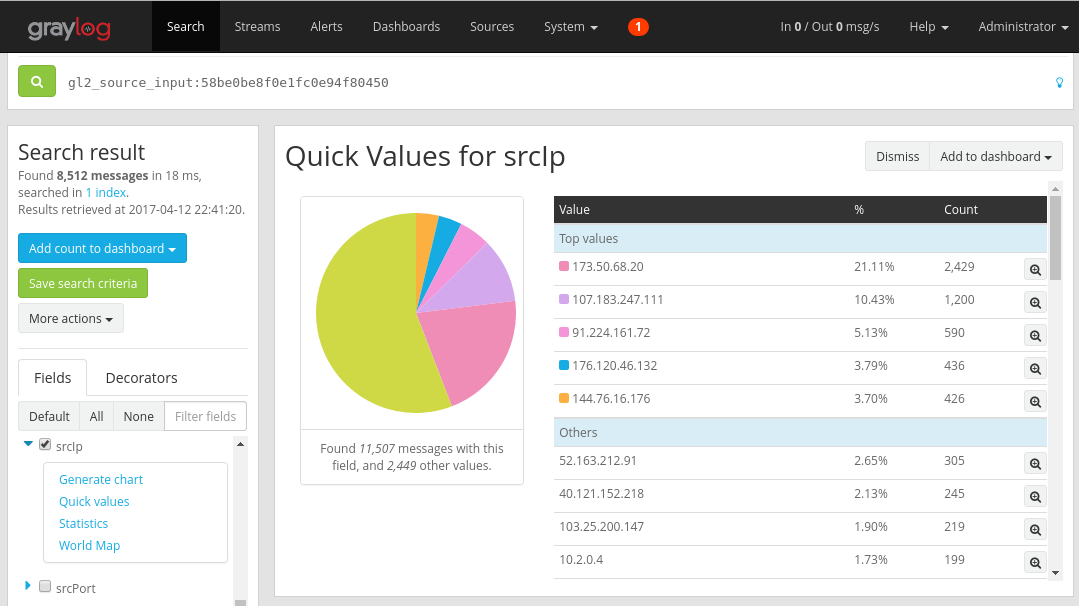 graylog Search Streams Alerts Dashboards Sources System 1 In 0 / Out 0 msg/s Help Administrator
gl2_source_input:58be0be8f0e1fc0e94f80450
Search result
Found 8,512 messages in 18 ms,
searched in 1 index.
Results retrieved at 2017-04-12 22:41:20.
Add count to dashboard
Save search criteria
More actions
Fields Decorators
Default All None Filter fields
srcIp
Generate chart
Quick values
Statistics
World Map
srcPort
Quick Values for srcIp
Dismiss Add to dashboard
Found 11,507 messages with this
field, and 2,449 other values.
Value % Count
Top values
173.50.68.20 21.11% 2,429
107.183.247.111 10.43% 1,200
91.224.161.72 5.13% 590
176.120.46.132 3.79% 436
144.76.16.176 3.70% 426
Others
52.163.212.91 2.65% 305
40.121.152.218 2.13% 245
103.25.200.147 1.90% 219
10.2.0.4 1.73% 199